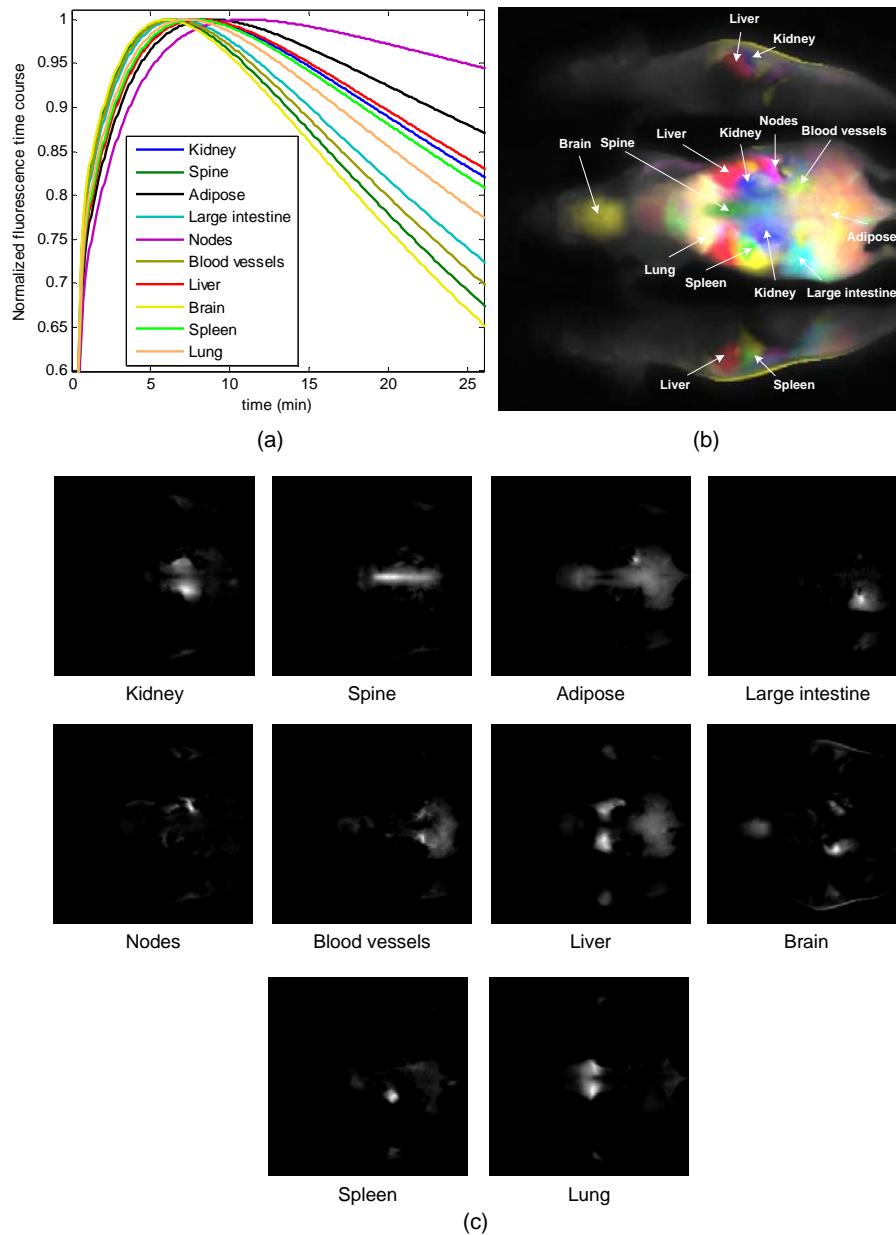 Normalized fluorescence time course
1
0.95
0.9
0.85
0.8
0.75
0.7
0.65
0.6
Kidney
Spine
Adipose
Large intestine
Nodes
Blood vessels
Liver
Brain
Spleen
Lung
0 5 10 15 20 25
time (min)
(a)
Liver
Kidney
Brain
Spine
Liver
Kidney
Nodes
Blood vessels
Adipose
Lung
Spleen
Kidney
Large intestine
Liver
Spleen
(b)
Kidney
Spine
Adipose
Large intestine
Nodes
Blood vessels
Liver
Brain
Spleen
Lung
(c)